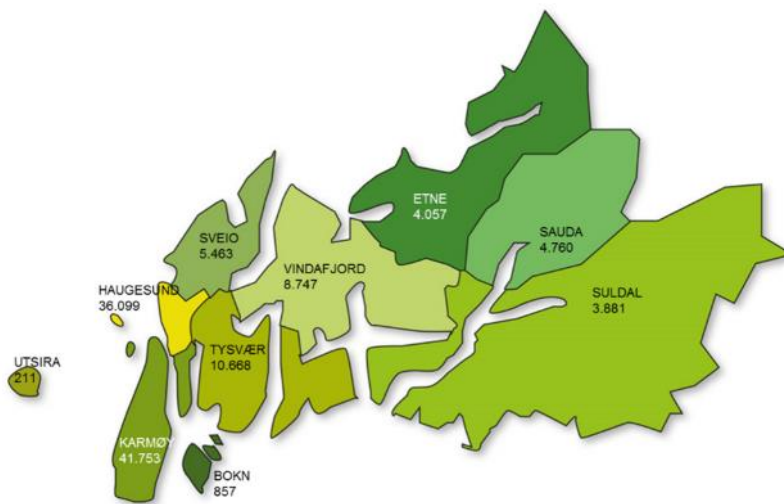 ETNE
4.057
SAUDA
4.760
SVEIO
5.463
VINDAFJORD
8.747
HAUGESUND
36.099
SULDAL
3.881
TYSVÆR
10.668
UTSIRA
211
KARMØY
41.753
BOKN
857